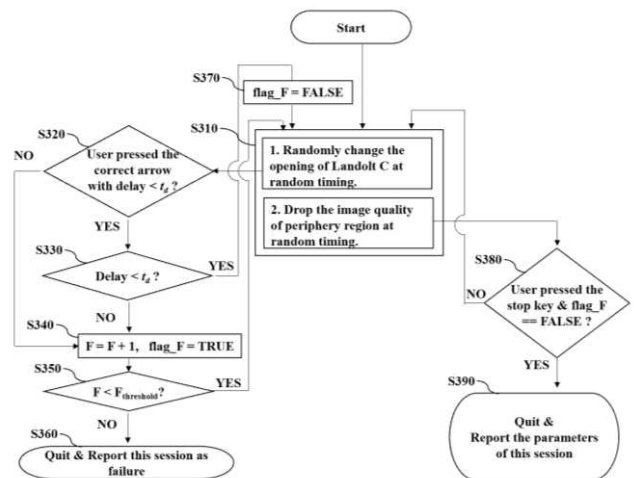 Start
S370
flag_F = FALSE
S310
1. Randomly change the
opening of Landolt C at
random timing.
2. Drop the image quality
of periphery region at
random timing.
S320
NO
User pressed the
correct arrow
with delay < td ?
YES
S330
Delay < td ?
YES
NO
S340
F = F + 1, flag_F = TRUE
S350
F < Fthreshold?
YES
NO
S360
Quit & Report this session as
failure
S380
NO
User pressed the
stop key & flag_F
== FALSE ?
YES
S390
Quit &
Report the parameters
of this session